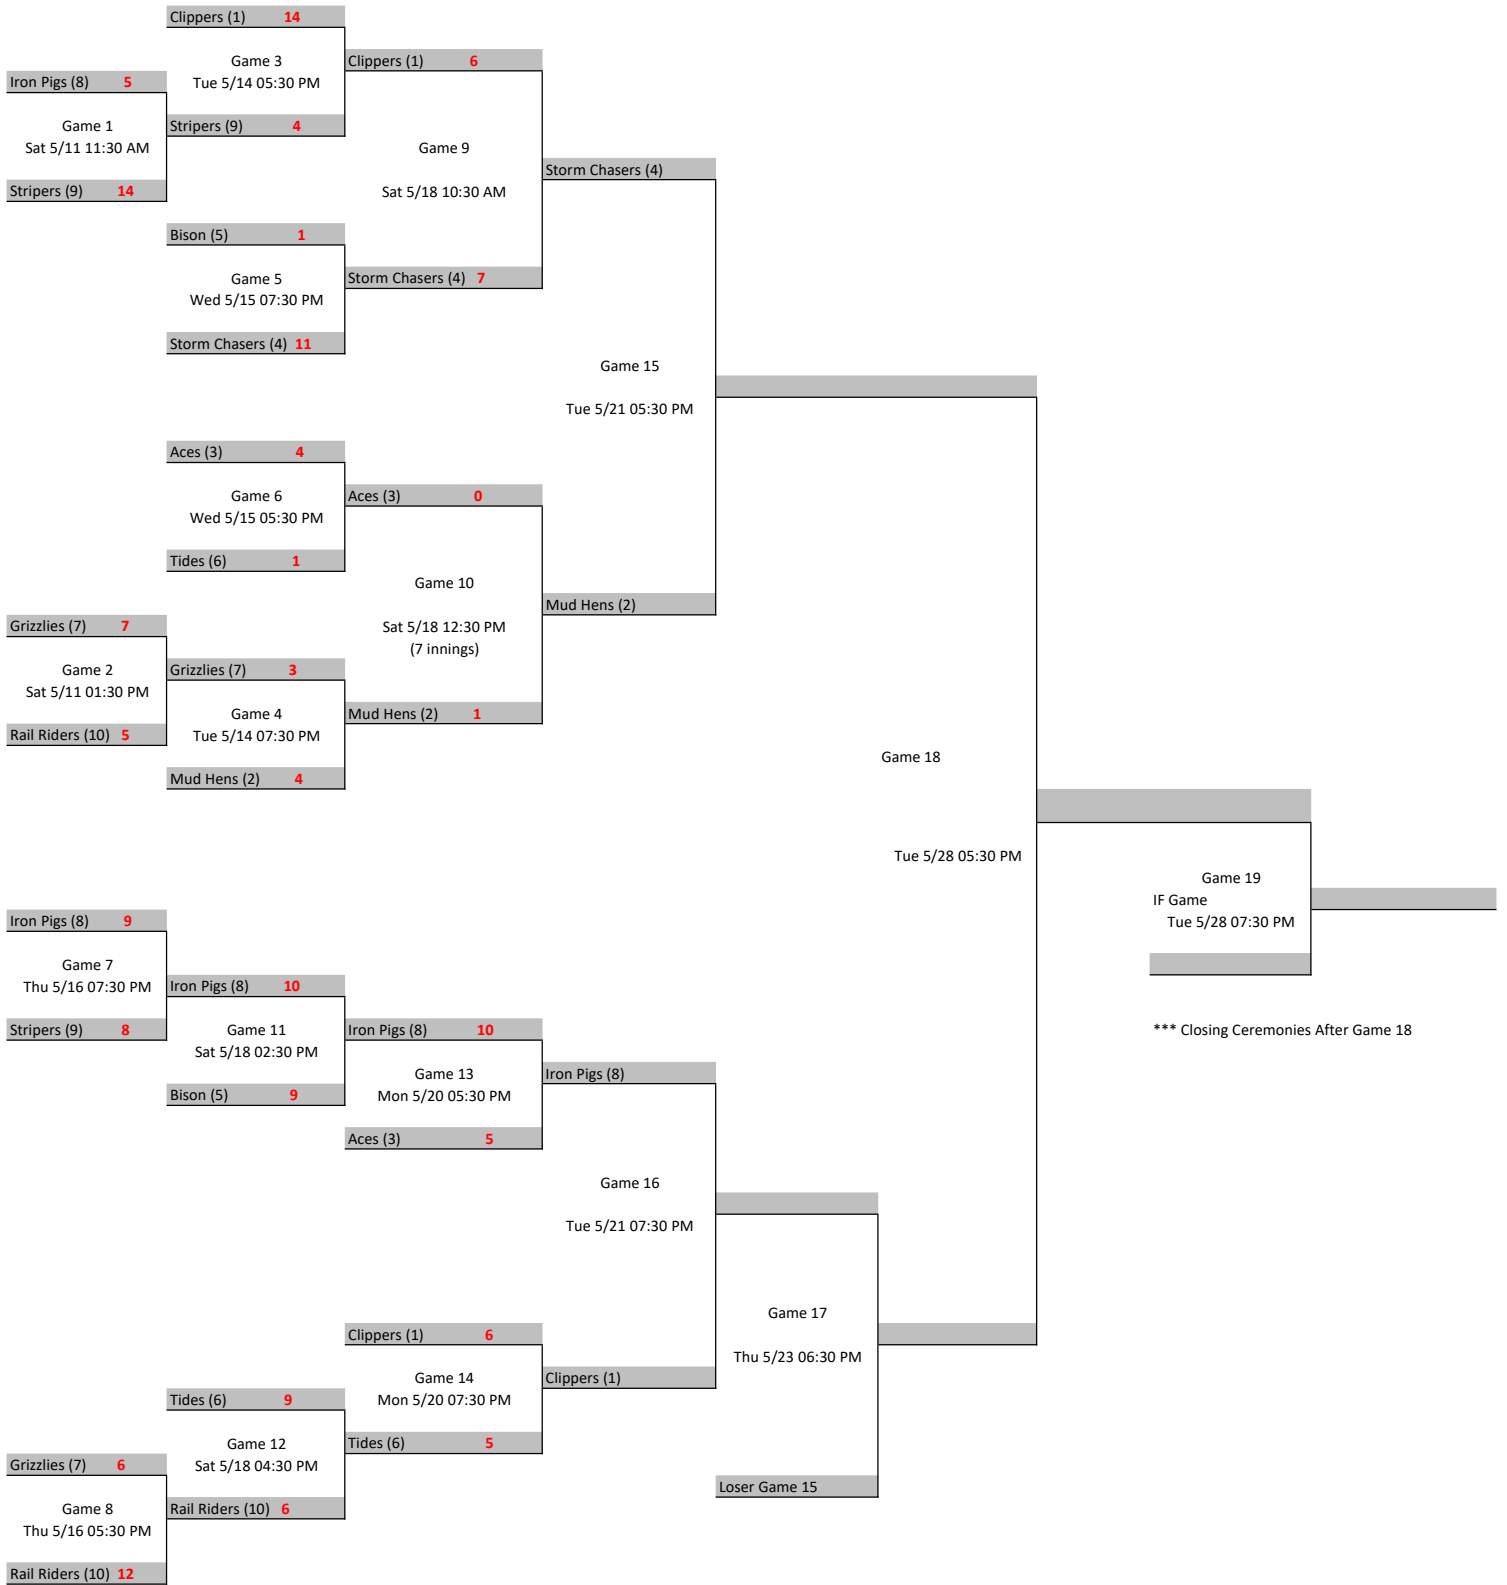 Clippers (1) 14
Game 3
Tue 5/14 05:30 PM
Clippers (1) 6
Iron Pigs (8) 5
Game 1
Sat 5/11 11:30 AM
Stripers (9) 4
Stripers (9) 14
Game 9
Sat 5/18 10:30 AM
Storm Chasers (4)
Bison (5) 1
Game 5
Wed 5/15 07:30 PM
Storm Chasers (4) 7
Storm Chasers (4) 11
Game 15
Tue 5/21 05:30 PM
Aces (3) 4
Game 6
Wed 5/15 05:30 PM
Aces (3) 0
Tides (6) 1
Game 10
Sat 5/18 12:30 PM
(7 innings)
Mud Hens (2)
Grizzlies (7) 7
Game 2
Sat 5/11 01:30 PM
Grizzlies (7) 3
Rail Riders (10) 5
Game 4
Tue 5/14 07:30 PM
Mud Hens (2) 1
Mud Hens (2) 4
Game 18
Tue 5/28 05:30 PM
Game 19
IF Game
Tue 5/28 07:30 PM
*** Closing Ceremonies After Game 18
Iron Pigs (8) 9
Game 7
Thu 5/16 07:30 PM
Iron Pigs (8) 10
Stripers (9) 8
Game 11
Sat 5/18 02:30 PM
Iron Pigs (8) 10
Bison (5) 9
Game 13
Mon 5/20 05:30 PM
Iron Pigs (8)
Aces (3) 5
Game 16
Tue 5/21 07:30 PM
Game 17
Thu 5/23 06:30 PM
Clippers (1) 6
Game 14
Mon 5/20 07:30 PM
Clippers (1)
Tides (6) 9
Game 12
Sat 5/18 04:30 PM
Tides (6) 5
Grizzlies (7) 6
Game 8
Thu 5/16 05:30 PM
Rail Riders (10) 6
Loser Game 15
Rail Riders (10) 12